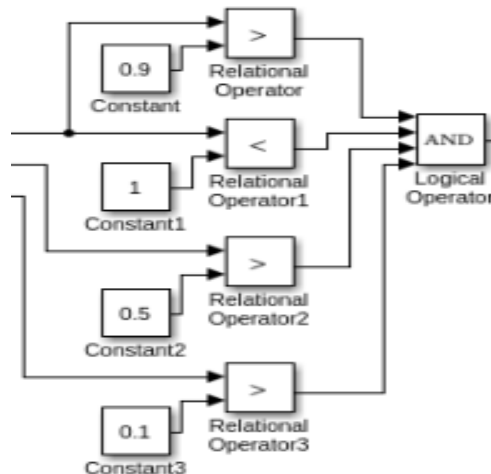 >
0.9
Relational
Operator
Constant
<
AND
1
Relational
Operator1
Logical
Operator
Constant1
>
0.5
Relational
Operator2
Constant2
>
0.1
Relational
Operator3
Constant3